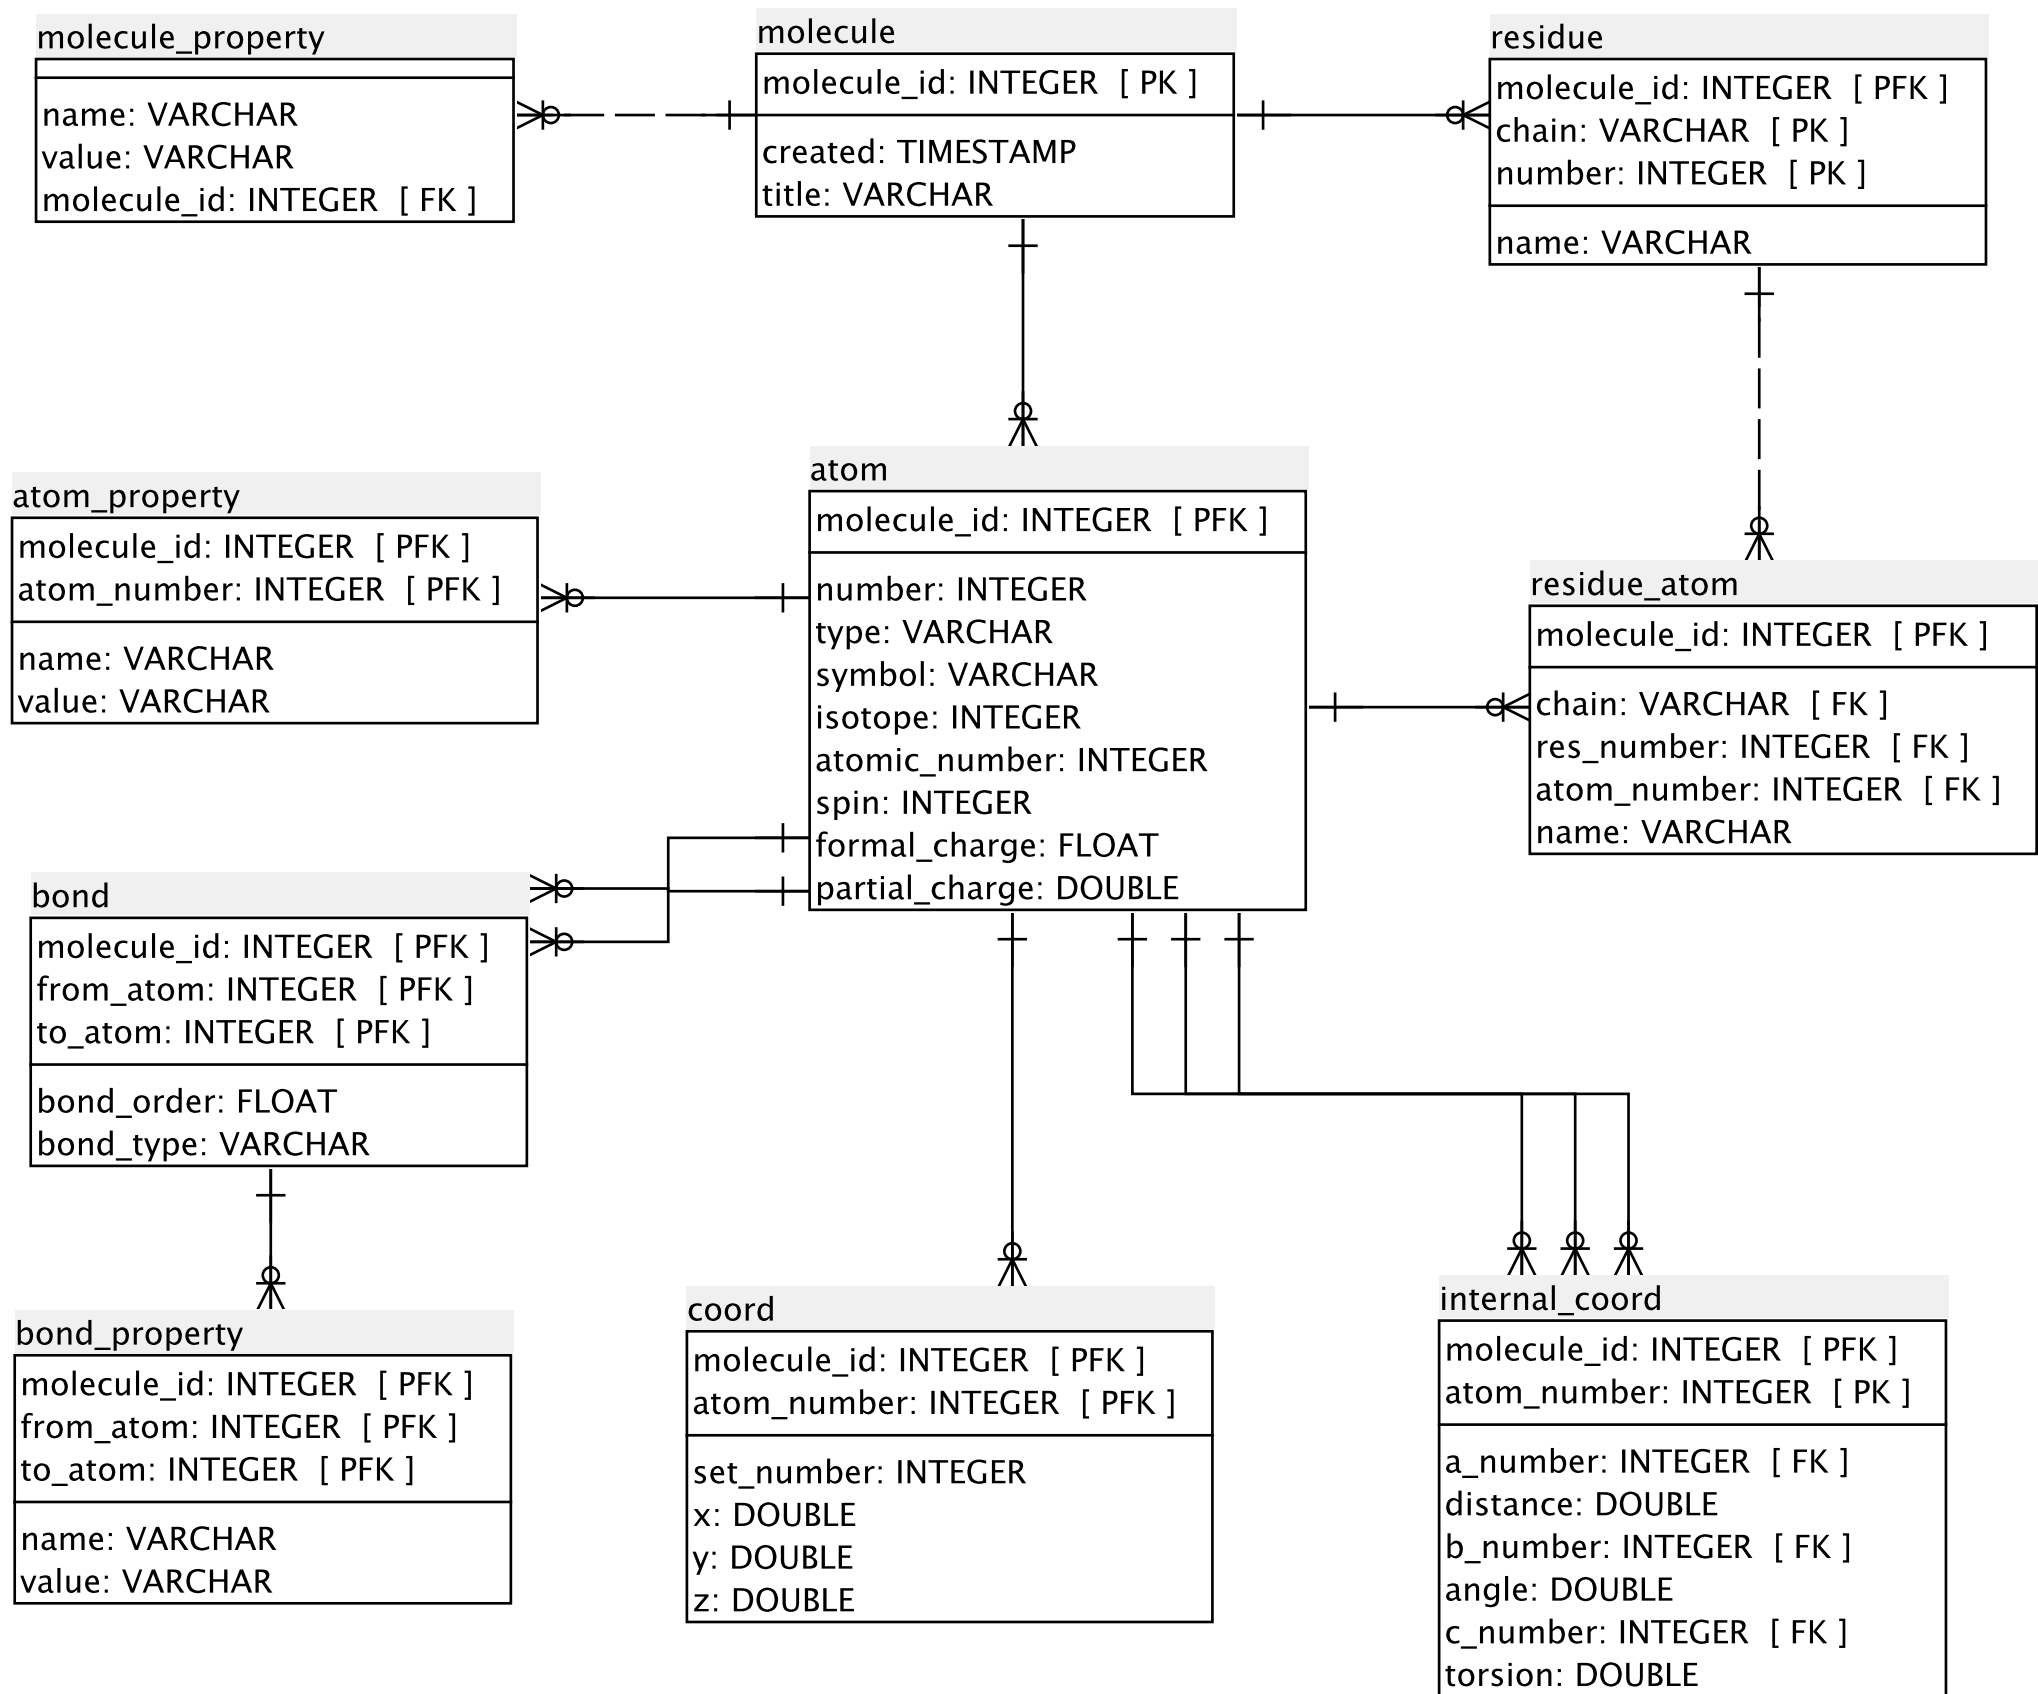 molecule_property
name: VARCHAR
value: VARCHAR
molecule_id: INTEGER [ FK ]
molecule
molecule_id: INTEGER [ PK ]
created: TIMESTAMP
title: VARCHAR
residue
molecule_id: INTEGER [ PFK ]
chain: VARCHAR [ PK ]
number: INTEGER [ PK ]
name: VARCHAR
atom_property
molecule_id: INTEGER [ PFK ]
atom_number: INTEGER [ PFK ]
name: VARCHAR
value: VARCHAR
atom
molecule_id: INTEGER [ PFK ]
number: INTEGER
type: VARCHAR
symbol: VARCHAR
isotope: INTEGER
atomic_number: INTEGER
spin: INTEGER
formal_charge: FLOAT
partial_charge: DOUBLE
residue_atom
molecule_id: INTEGER [ PFK ]
chain: VARCHAR [ FK ]
res_number: INTEGER [ FK ]
atom_number: INTEGER [ FK ]
name: VARCHAR
bond
molecule_id: INTEGER [ PFK ]
from_atom: INTEGER [ PFK ]
to_atom: INTEGER [ PFK ]
bond_order: FLOAT
bond_type: VARCHAR
bond_property
molecule_id: INTEGER [ PFK ]
from_atom: INTEGER [ PFK ]
to_atom: INTEGER [ PFK ]
name: VARCHAR
value: VARCHAR
coord
molecule_id: INTEGER [ PFK ]
atom_number: INTEGER [ PFK ]
set_number: INTEGER
x: DOUBLE
y: DOUBLE
z: DOUBLE
internal_coord
molecule_id: INTEGER [ PFK ]
atom_number: INTEGER [ PK ]
a_number: INTEGER [ FK ]
distance: DOUBLE
b_number: INTEGER [ FK ]
angle: DOUBLE
c_number: INTEGER [ FK ]
torsion: DOUBLE